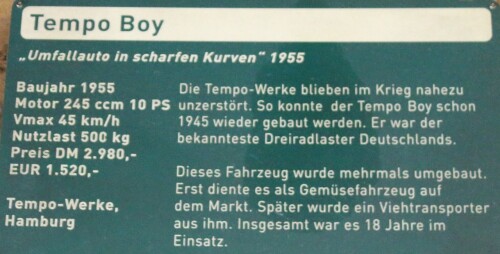 Tempo Boy
„Umfallauto in scharfen Kurven" 1955
Baujahr 1955
Motor 245 ccm 10 PS
Vmax 45 km/h
Nutzlast 500 kg
Preis DM 2.980,-
EUR 1.520,-
Tempo-Werke,
Hamburg
Die Tempo-Werke blieben im Krieg nahezu
unzerstört. So konnte der Tempo Boy schon
1945 wieder gebaut werden. Er war der
bekannteste Dreiradlaster Deutschlands.
Dieses Fahrzeug wurde mehrmals umgebaut.
Erst diente es als Gemüsefahrzeug auf
dem Markt. Später wurde ein Viehtransporter
aus ihm. Insgesamt war es 18 Jahre im
Einsatz.